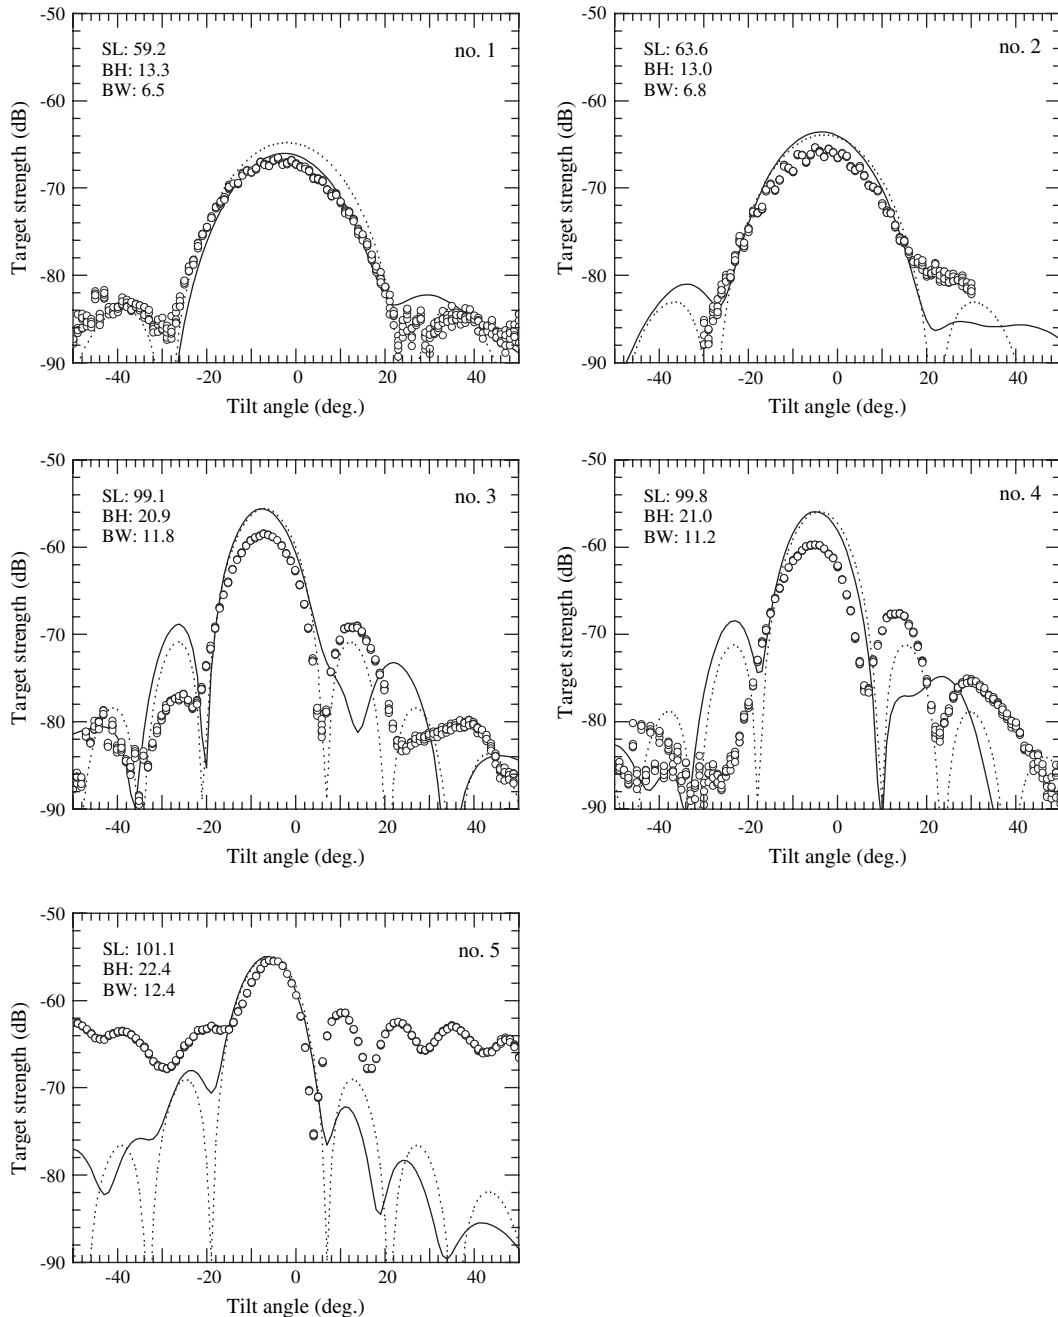 -50
-60
-70
-80
-90
Target strength (dB)
SL: 59.2
BH: 13.3
BW: 6.5
no. 1
-40 -20 0 20 40
Tilt angle (deg.)
-50
-60
-70
-80
-90
Target strength (dB)
SL: 63.6
BH: 13.0
BW: 6.8
no. 2
-40 -20 0 20 40
Tilt angle (deg.)
-50
-60
-70
-80
-90
Target strength (dB)
SL: 99.1
BH: 20.9
BW: 11.8
no. 3
-40 -20 0 20 40
Tilt angle (deg.)
-50
-60
-70
-80
-90
Target strength (dB)
SL: 99.8
BH: 21.0
BW: 11.2
no. 4
-40 -20 0 20 40
Tilt angle (deg.)
-50
-60
-70
-80
-90
Target strength (dB)
SL: 101.1
BH: 22.4
BW: 12.4
no. 5
-40 -20 0 20 40
Tilt angle (deg.)